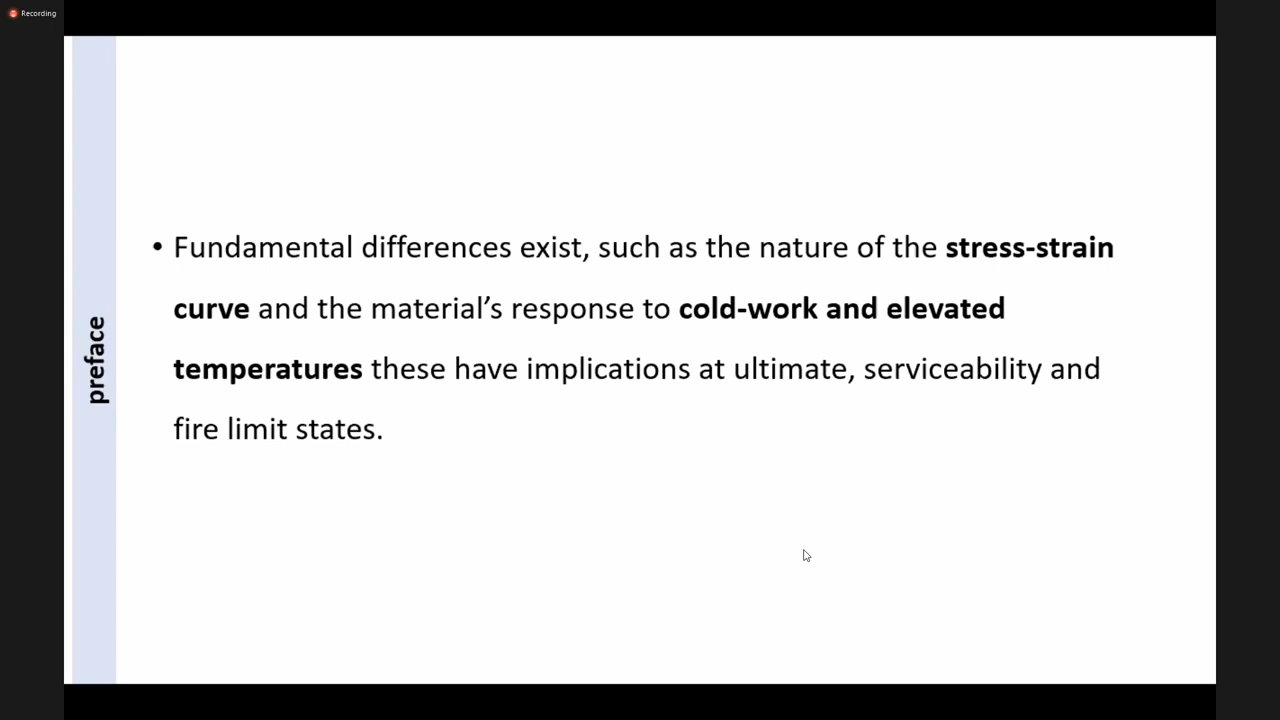 Recording
preface
• Fundamental differences exist, such as the nature of the stress-strain
curve and the material’s response to cold-work and elevated
temperatures these have implications at ultimate, serviceability and
fire limit states.